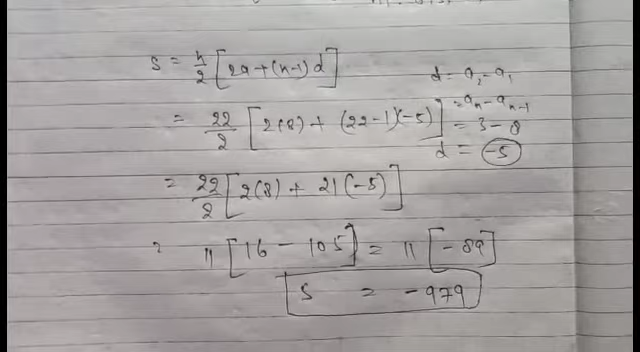 S = n/2 [2a + (n-1) d]
d = a₂ - a₁
= aₙ - aₙ₋₁
= 22/2 [2(8) + (22-1)(-5)]
= 3 - 8
d = -5
= 22/2 [2(8) + 21(-5)]
= 11 [16 - 105] = 11 [-89]
S = -979